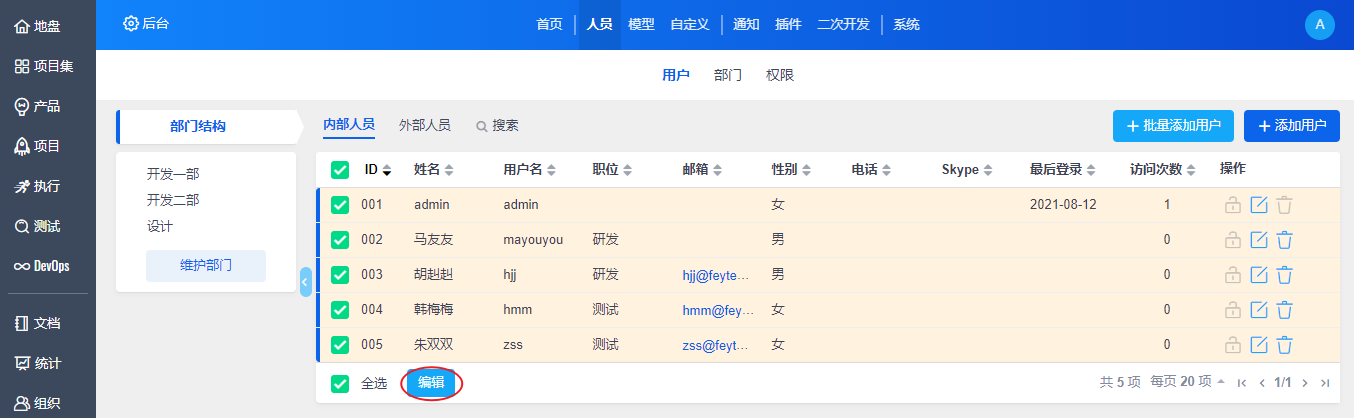 地盘
项目集
产品
项目
执行
测试
DevOps
文档
统计
组织
后台
首页 人员 模型 自定义 通知 插件 二次开发 系统
A
用户 部门 权限
部门结构
开发一部
开发二部
设计
维护部门
内部人员 外部人员 搜索
批量添加用户 添加用户
ID 姓名 用户名 职位 邮箱 性别 电话 Skype 最后登录 访问次数 操作
001 admin admin 女 2021-08-12 1
002 马友友 mayouyou 研发 男 0
003 胡赳赳 hjj 研发 hjj@feyte... 男 0
004 韩梅梅 hmm 测试 hmm@fey... 女 0
005 朱双双 zss 测试 zss@feyt... 女 0
全选 编辑 共 5 项 每页 20 项 1/1